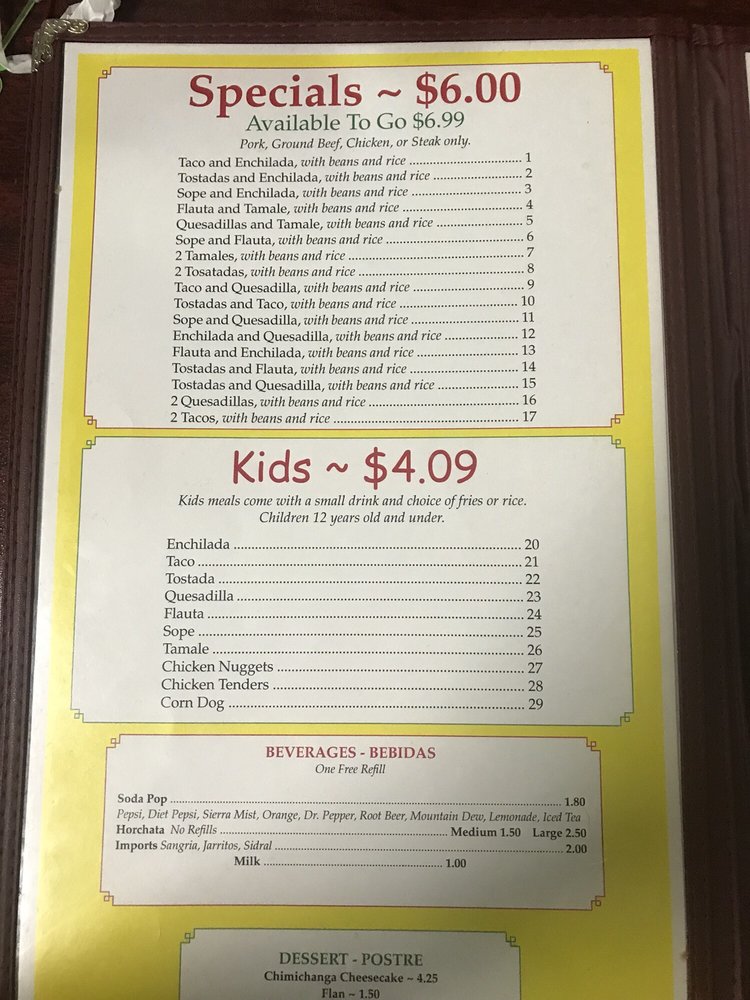 Specials ~ $6.00
Available To Go $6.99
Pork, Ground Beef, Chicken, or Steak only.
Taco and Enchilada, with beans and rice ................................ 1
Tostadas and Enchilada, with beans and rice ......................... 2
Sope and Enchilada, with beans and rice ............................... 3
Flauta and Tamale, with beans and rice .................................. 4
Quesadillas and Tamale, with beans and rice ........................ 5
Sope and Flauta, with beans and rice ....................................... 6
2 Tamales, with beans and rice .................................................. 7
2 Tosatadas, with beans and rice ............................................... 8
Taco and Quesadilla, with beans and rice ............................... 9
Tostadas and Taco, with beans and rice .................................. 10
Sope and Quesadilla, with beans and rice ............................... 11
Enchilada and Quesadilla, with beans and rice ..................... 12
Flauta and Enchilada, with beans and rice ............................. 13
Tostadas and Flauta, with beans and rice ............................... 14
Tostadas and Quesadilla, with beans and rice ....................... 15
2 Quesadillas, with beans and rice ........................................... 16
2 Tacos, with beans and rice ..................................................... 17
Kids ~ $4.09
Kids meals come with a small drink and choice of fries or rice.
Children 12 years old and under.
Enchilada ................................................................................ 20
Taco .......................................................................................... 21
Tostada ..................................................................................... 22
Quesadilla ................................................................................ 23
Flauta ........................................................................................ 24
Sope ........................................................................................... 25
Tamale ...................................................................................... 26
Chicken Nuggets ..................................................................... 27
Chicken Tenders ...................................................................... 28
Corn Dog .................................................................................. 29
BEVERAGES - BEBIDAS
One Free Refill
Soda Pop ................................................................................ 1.80
Pepsi, Diet Pepsi, Sierra Mist, Orange, Dr. Pepper, Root Beer, Mountain Dew, Lemonade, Iced Tea
Horchata No Refills ................................................ Medium 1.50 Large 2.50
Imports Sangria, Jarritos, Sidral ................................................ 2.00
Milk ................................................ 1.00
DESSERT - POSTRE
Chimichanga Cheesecake ~ 4.25
Flan ~ 1.50